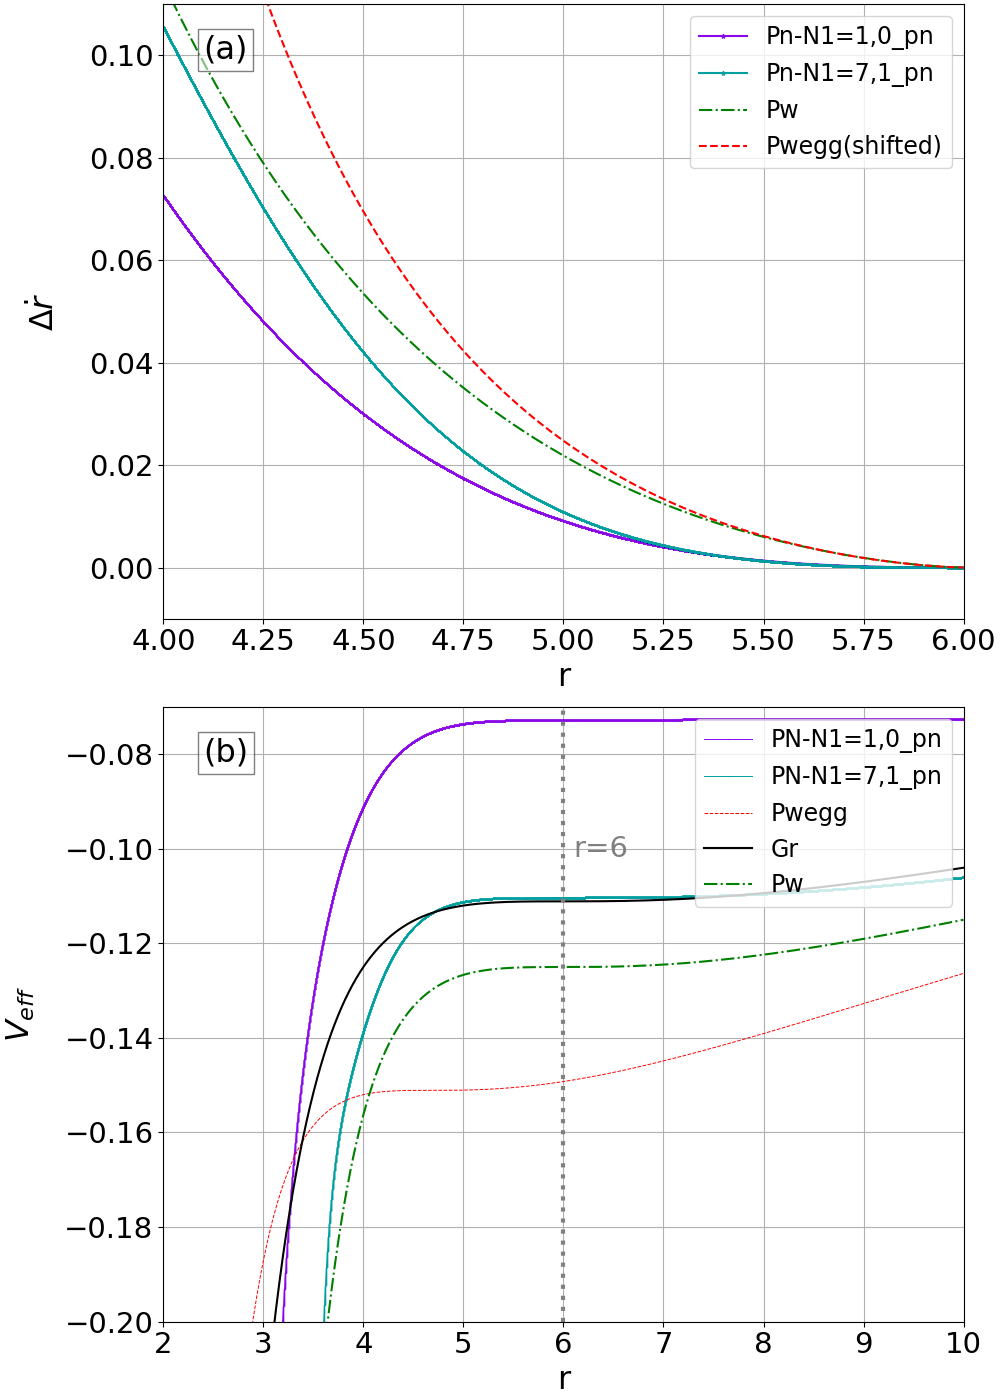 (a)
Pn-N1=1,0_pn
Pn-N1=7,1_pn
Pw
Pwegg(shifted)
0.10
0.08
0.06
0.04
0.02
0.00
Δṙ
4.00 4.25 4.50 4.75 5.00 5.25 5.50 5.75 6.00
r
(b)
PN-N1=1,0_pn
PN-N1=7,1_pn
Pwegg
Gr
Pw
r=6
−0.08
−0.10
−0.12
−0.14
−0.16
−0.18
−0.20
V_eff
2 3 4 5 6 7 8 9 10
r